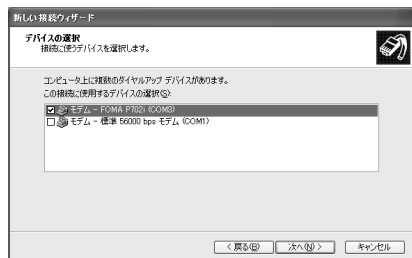 新しい接続ウィザード
デバイスの選択
接続に使うデバイスを選択します。
コンピュータ上に複数のダイヤルアップ デバイスがあります。
この接続に使用するデバイスの選択(S):
モデム - FOMA P702i (COM3)
モデム - 標準 56000 bps モデム (COM1)
< 戻る(B)
次へ(N) >
キャンセル